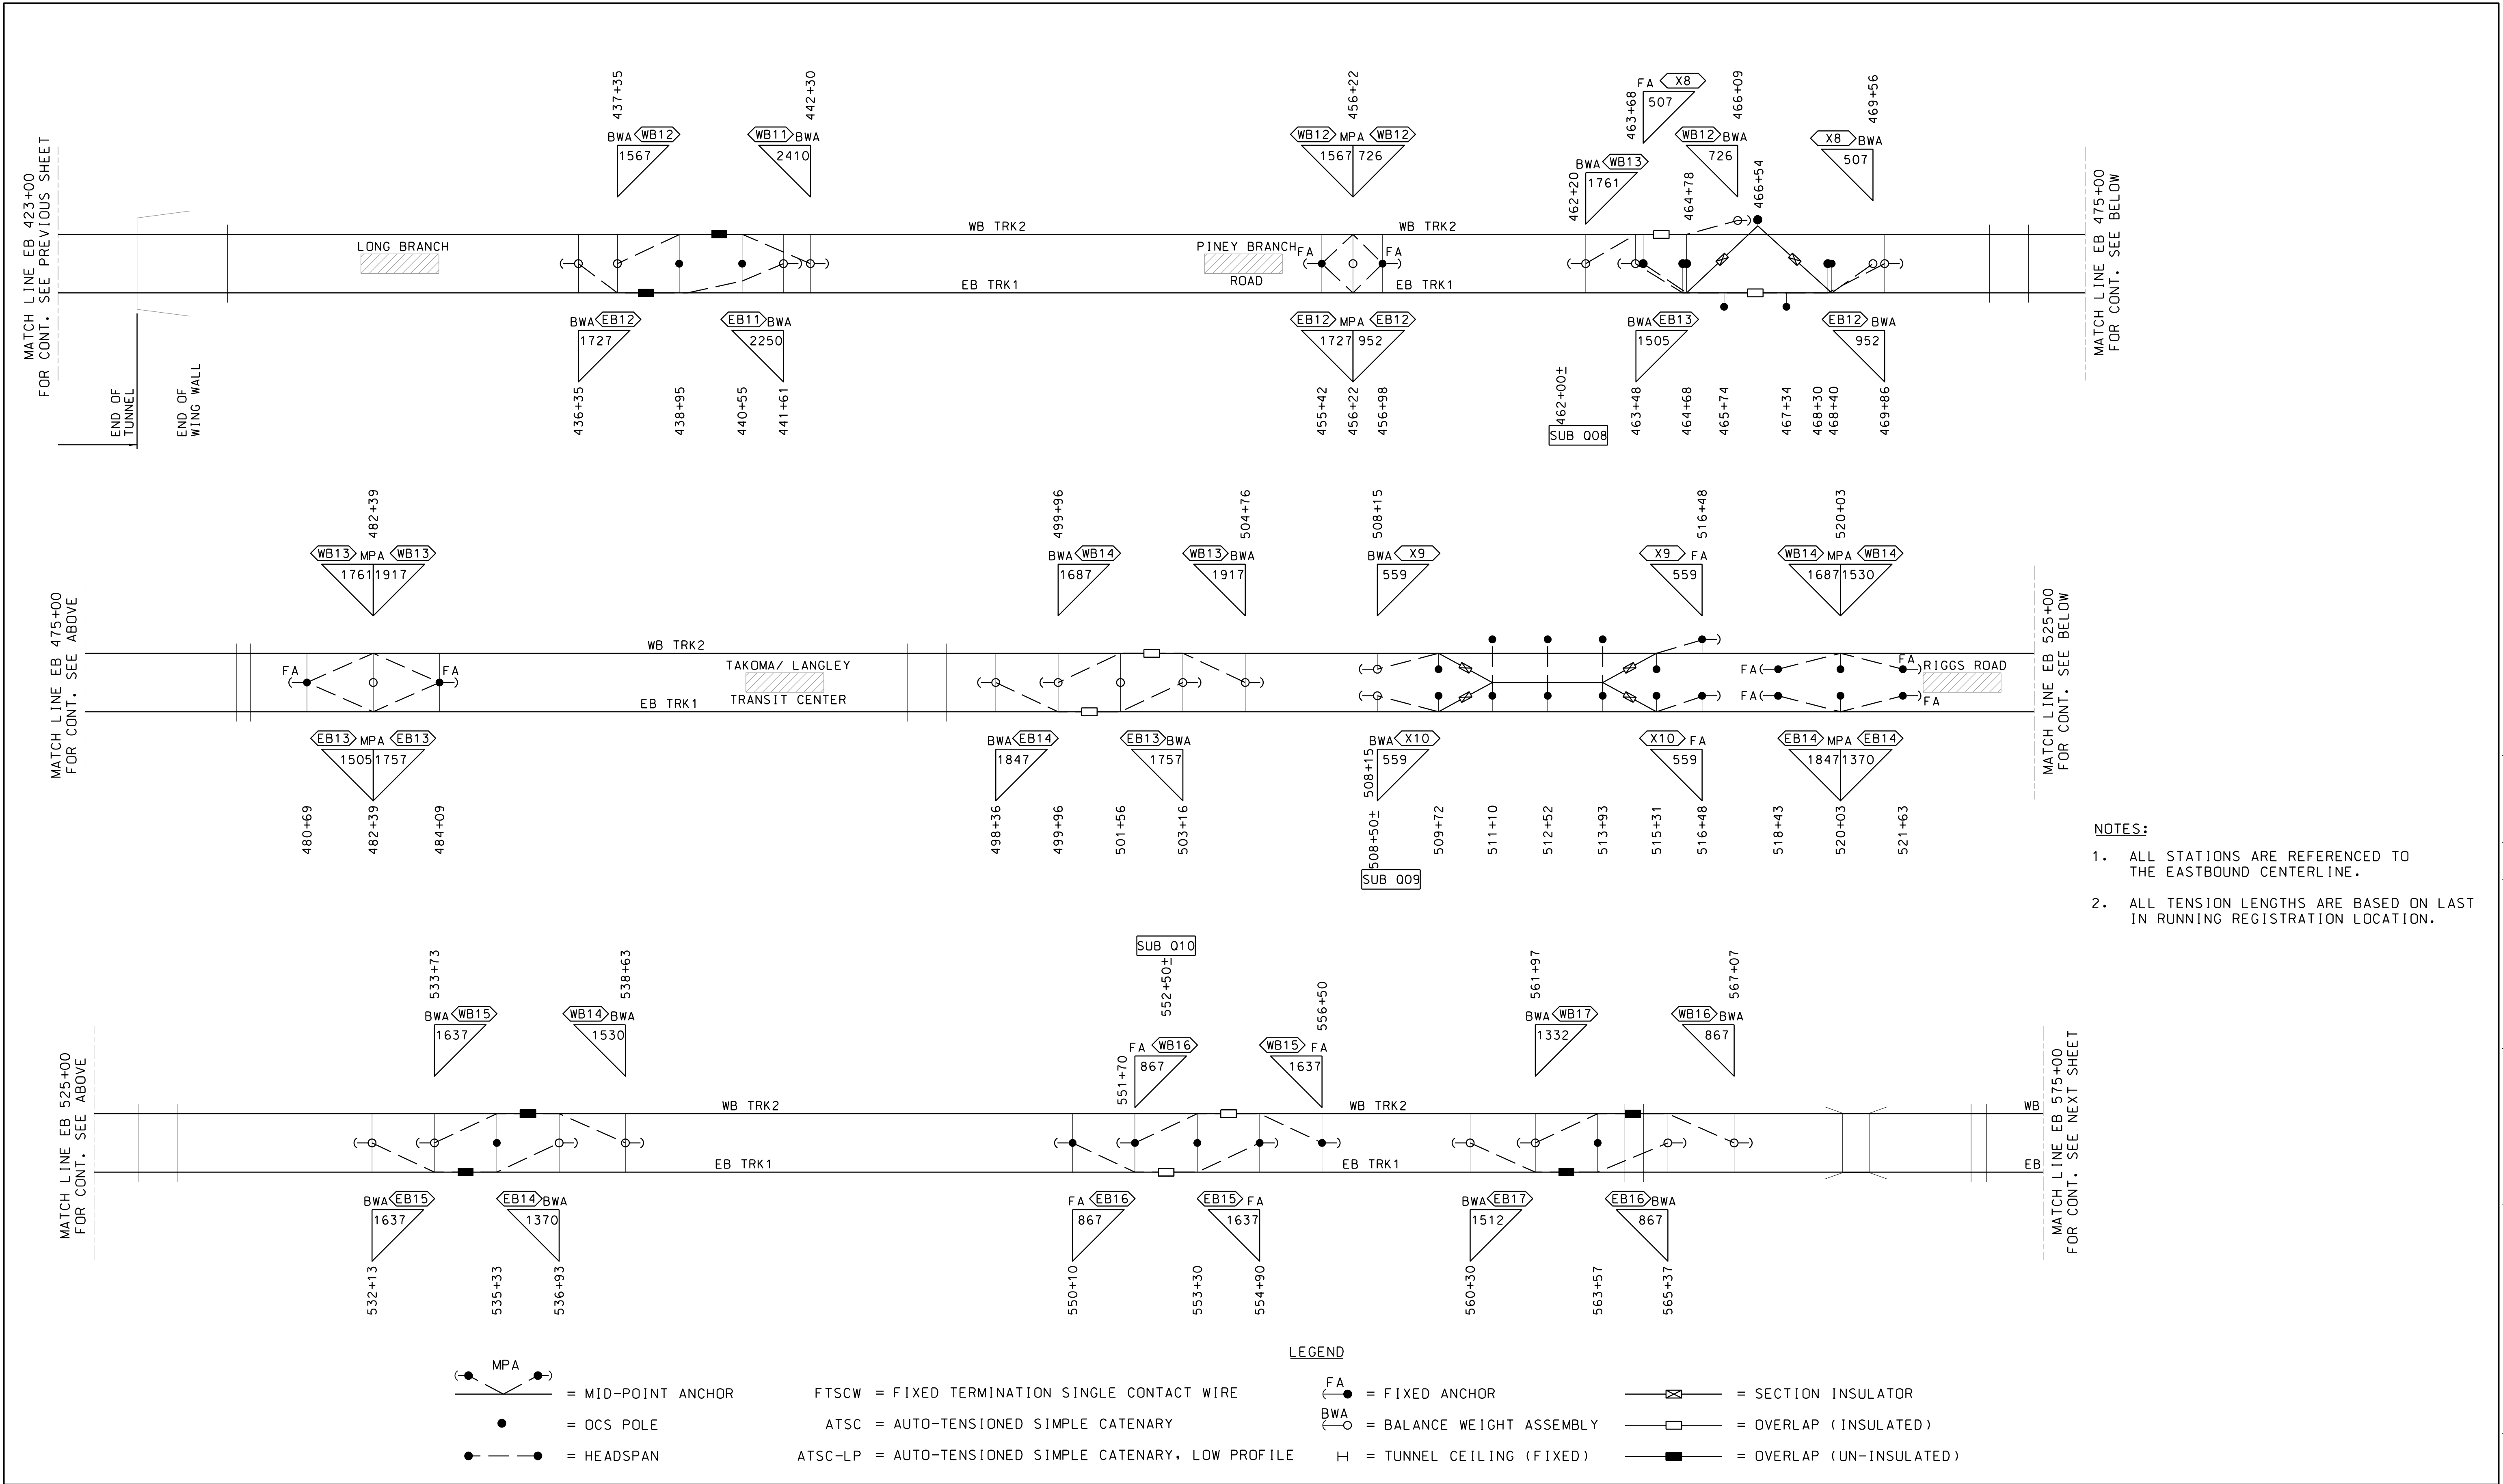 MATCH LINE EB 423+00
FOR CONT. SEE PREVIOUS SHEET
END OF
TUNNEL
END OF
WING WALL
LONG BRANCH
437+35
BWA WB12
1567
442+30
WB11 BWA
2410
WB TRK2
EB TRK1
BWA EB12
1727
EB11 BWA
2250
436+35
438+95
440+55
441+61
456+22
WB12 MPA WB12
1567 726
PINEY BRANCH
ROAD
FA
FA
WB TRK2
EB TRK1
EB12 MPA EB12
1727 952
455+42
456+22
456+98
462+20
BWA WB13
1761
463+68
FA X8
507
464+78
WB12 BWA
726
466+09
466+54
469+56
X8 BWA
507
BWA EB13
1505
EB12 BWA
952
462+00±
SUB Q08
463+48
464+68
465+74
467+34
468+30
468+40
469+86
MATCH LINE EB 475+00
FOR CONT. SEE BELOW
MATCH LINE EB 475+00
FOR CONT. SEE ABOVE
482+39
WB13 MPA WB13
1761 1917
FA
FA
EB13 MPA EB13
1505 1757
480+69
482+39
484+09
WB TRK2
EB TRK1
TAKOMA/ LANGLEY
TRANSIT CENTER
499+96
BWA WB14
1687
504+76
WB13 BWA
1917
BWA EB14
1847
EB13 BWA
1757
498+36
499+96
501+56
503+16
508+15
BWA X9
559
516+48
X9 FA
559
520+03
WB14 MPA WB14
1687 1530
FA
FA
FA
FA
RIGGS ROAD
BWA X10
559
508+15
508+50±
SUB Q09
X10 FA
559
EB14 MPA EB14
1847 1370
509+72
511+10
512+52
513+93
515+31
516+48
518+43
520+03
521+63
MATCH LINE EB 525+00
FOR CONT. SEE BELOW
NOTES:
1. ALL STATIONS ARE REFERENCED TO
THE EASTBOUND CENTERLINE.
2. ALL TENSION LENGTHS ARE BASED ON LAST
IN RUNNING REGISTRATION LOCATION.
MATCH LINE EB 525+00
FOR CONT. SEE ABOVE
533+73
BWA WB15
1637
538+63
WB14 BWA
1530
WB TRK2
EB TRK1
BWA EB15
1637
EB14 BWA
1370
532+13
535+33
536+93
SUB Q10
552+50±
551+70
FA WB16
867
556+50
WB15 FA
1637
WB TRK2
EB TRK1
FA EB16
867
EB15 FA
1637
550+10
553+30
554+90
561+97
BWA WB17
1332
567+07
WB16 BWA
867
BWA EB17
1512
EB16 BWA
867
560+30
563+57
565+37
WB
EB
MATCH LINE EB 575+00
FOR CONT. SEE NEXT SHEET
LEGEND
MPA
= MID-POINT ANCHOR
= OCS POLE
= HEADSPAN
FTSCW = FIXED TERMINATION SINGLE CONTACT WIRE
ATSC = AUTO-TENSIONED SIMPLE CATENARY
ATSC-LP = AUTO-TENSIONED SIMPLE CATENARY, LOW PROFILE
FA
= FIXED ANCHOR
BWA
= BALANCE WEIGHT ASSEMBLY
= TUNNEL CEILING (FIXED)
= SECTION INSULATOR
= OVERLAP (INSULATED)
= OVERLAP (UN-INSULATED)